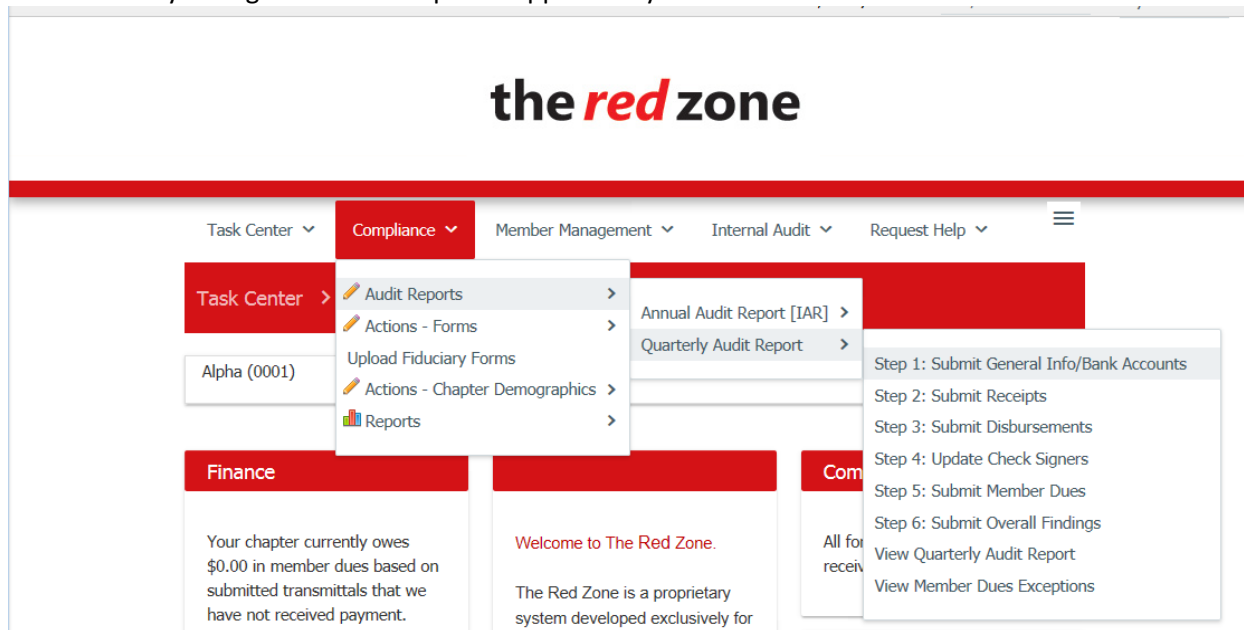 the red zone
Task Center
Compliance
Member Management
Internal Audit
Request Help
Task Center >
Alpha (0001)
Audit Reports >
Actions - Forms >
Upload Fiduciary Forms
Actions - Chapter Demographics >
Reports >
Annual Audit Report [IAR] >
Quarterly Audit Report >
Step 1: Submit General Info/Bank Accounts
Step 2: Submit Receipts
Step 3: Submit Disbursements
Step 4: Update Check Signers
Step 5: Submit Member Dues
Step 6: Submit Overall Findings
View Quarterly Audit Report
View Member Dues Exceptions
Finance
Your chapter currently owes
$0.00 in member dues based on
submitted transmittals that we
have not received payment.
Welcome to The Red Zone.
The Red Zone is a proprietary
system developed exclusively for
Com
All for
receiv